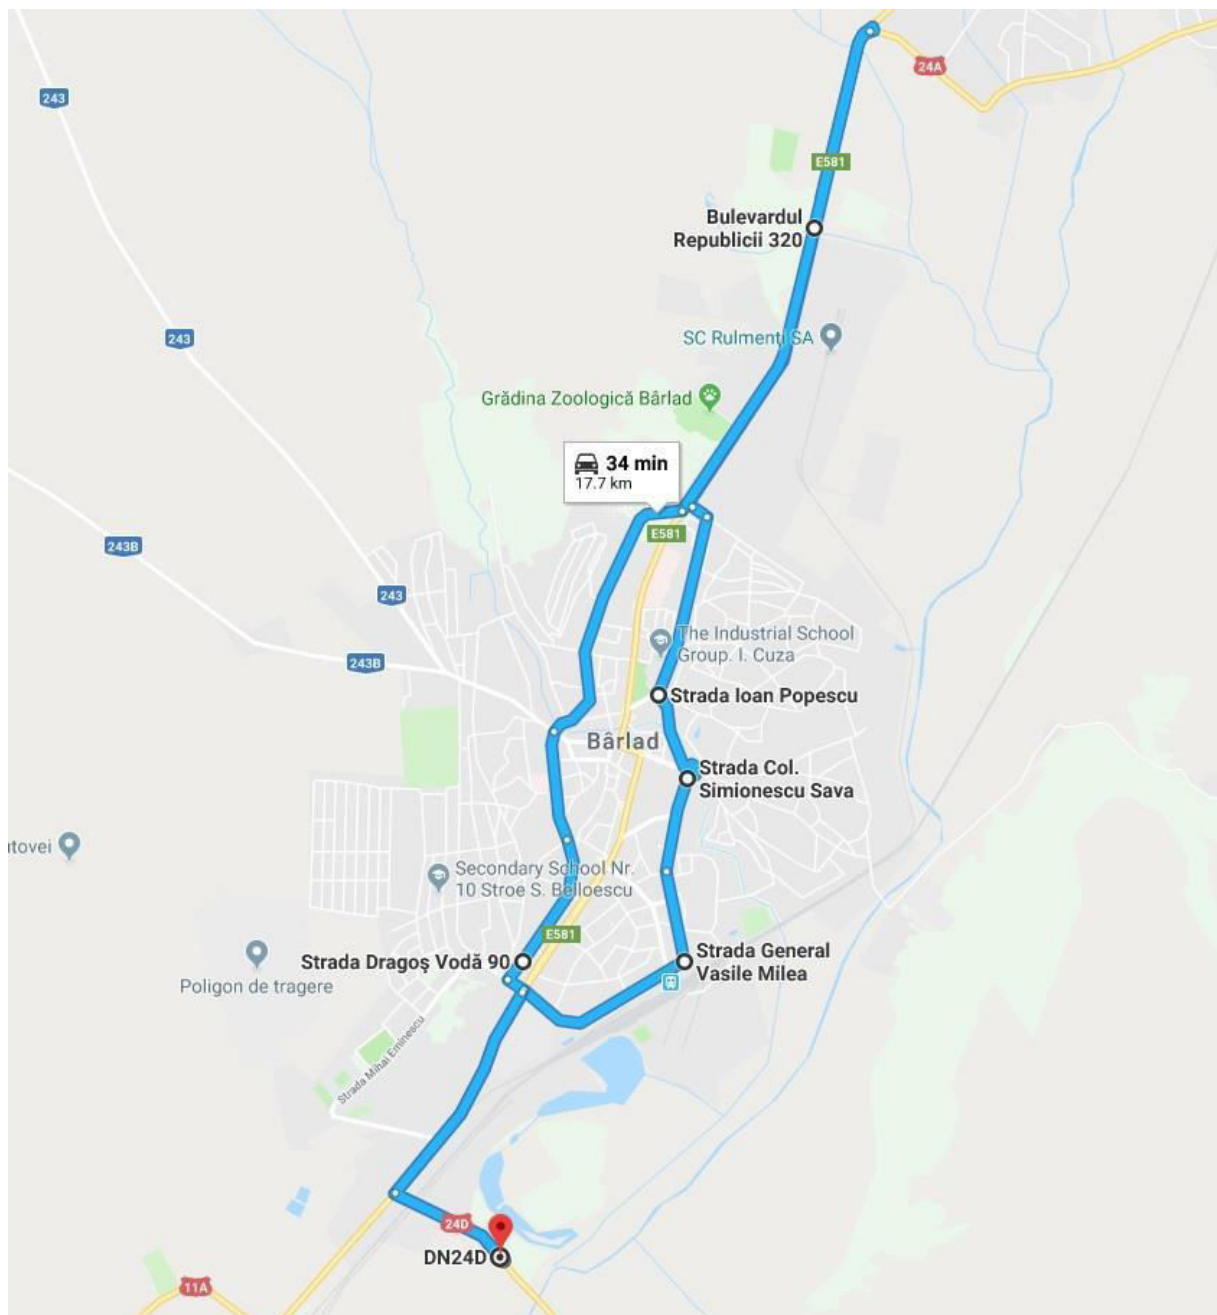 24A
243
E581
Bulevardul
Republicii 320
243
SC Rulmenți SA
Grădina Zoologică Bârlad
34 min
17.7 km
E581
243B
243
The Industrial School
Group. I. Cuza
243B
Strada Ioan Popescu
Bârlad
Strada Col.
Simionescu Sava
utovei
Secondary School Nr.
10 Stroe S. Belloescu
E581
Strada General
Vasile Milea
Strada Dragoş Vodă 90
Poligon de tragere
Strada Mihai Eminescu
24D
DN24D
11A